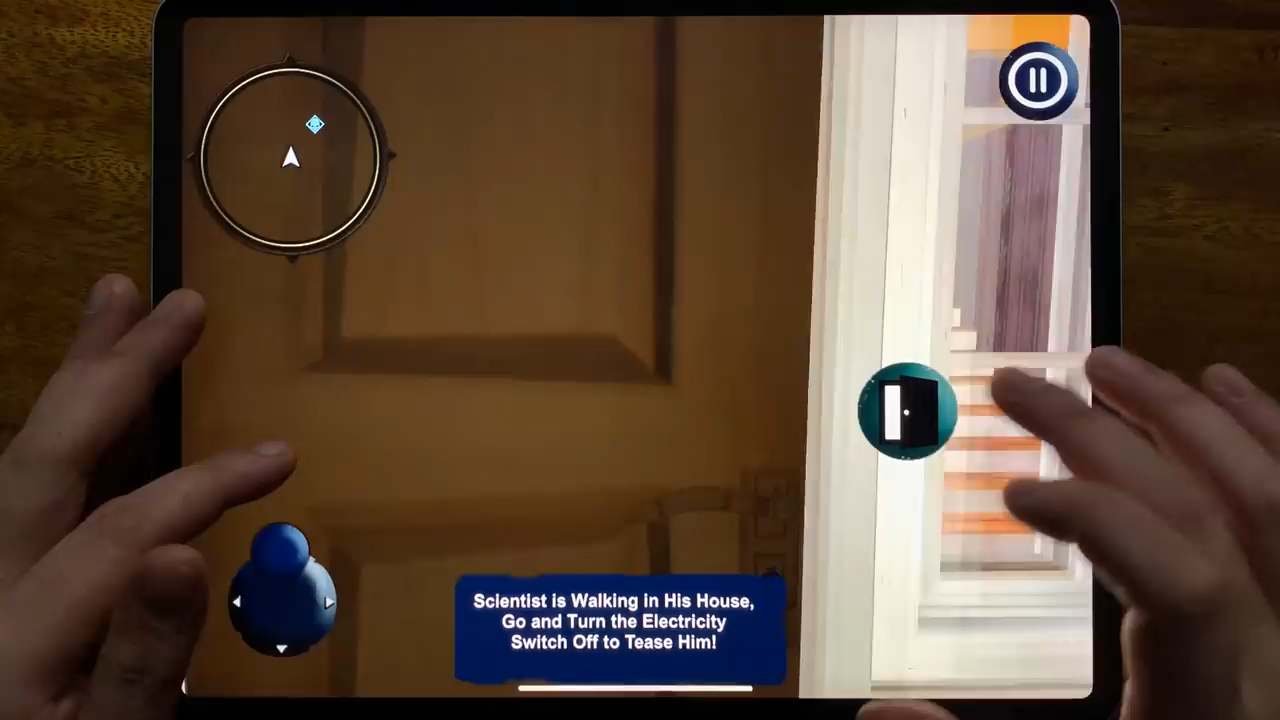 Scientist is Walking in His House,
Go and Turn the Electricity
Switch Off to Tease Him!